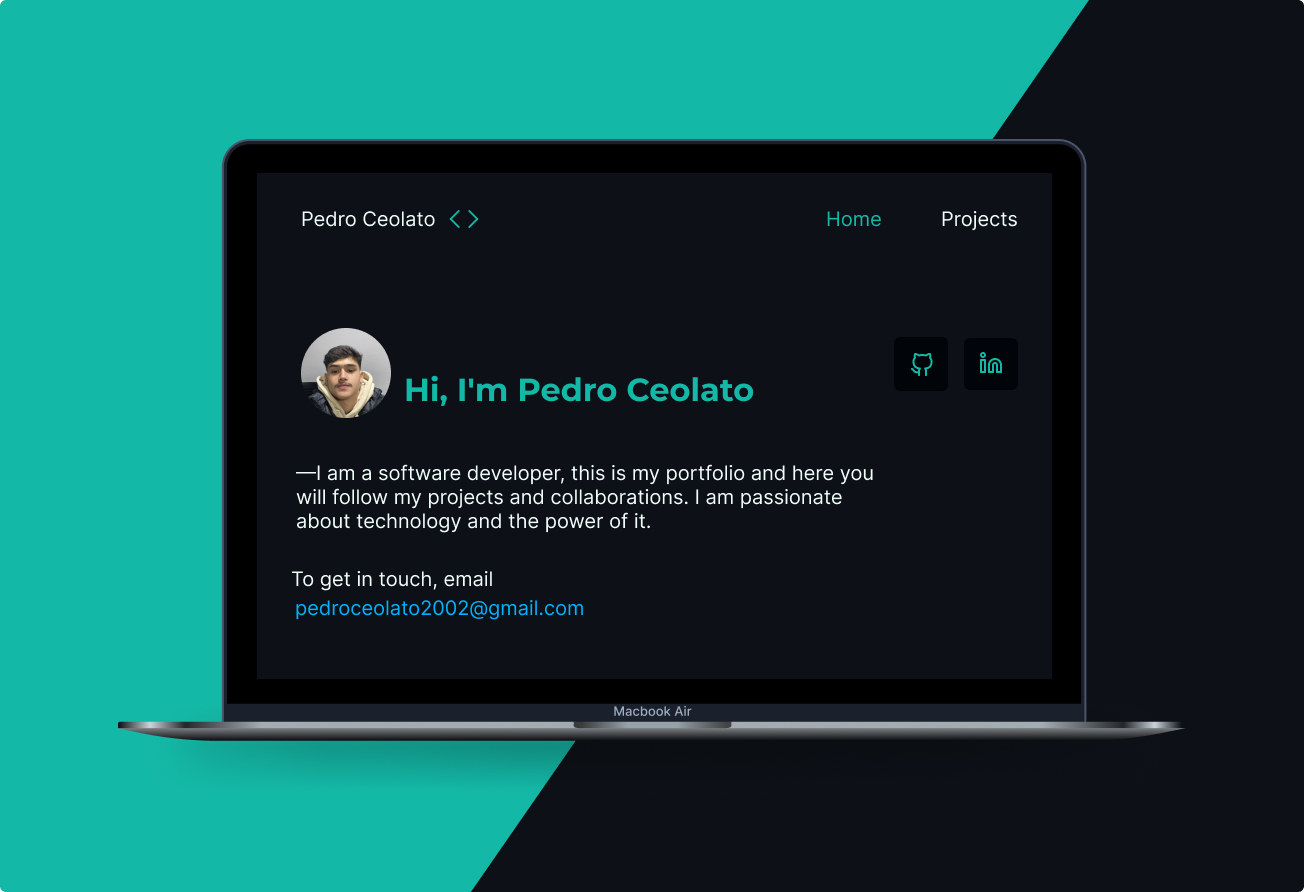 Pedro Ceolato
Home
Projects
Hi, I'm Pedro Ceolato
—I am a software developer, this is my portfolio and here you
will follow my projects and collaborations. I am passionate
about technology and the power of it.
To get in touch, email
pedroceolato2002@gmail.com
Macbook Air